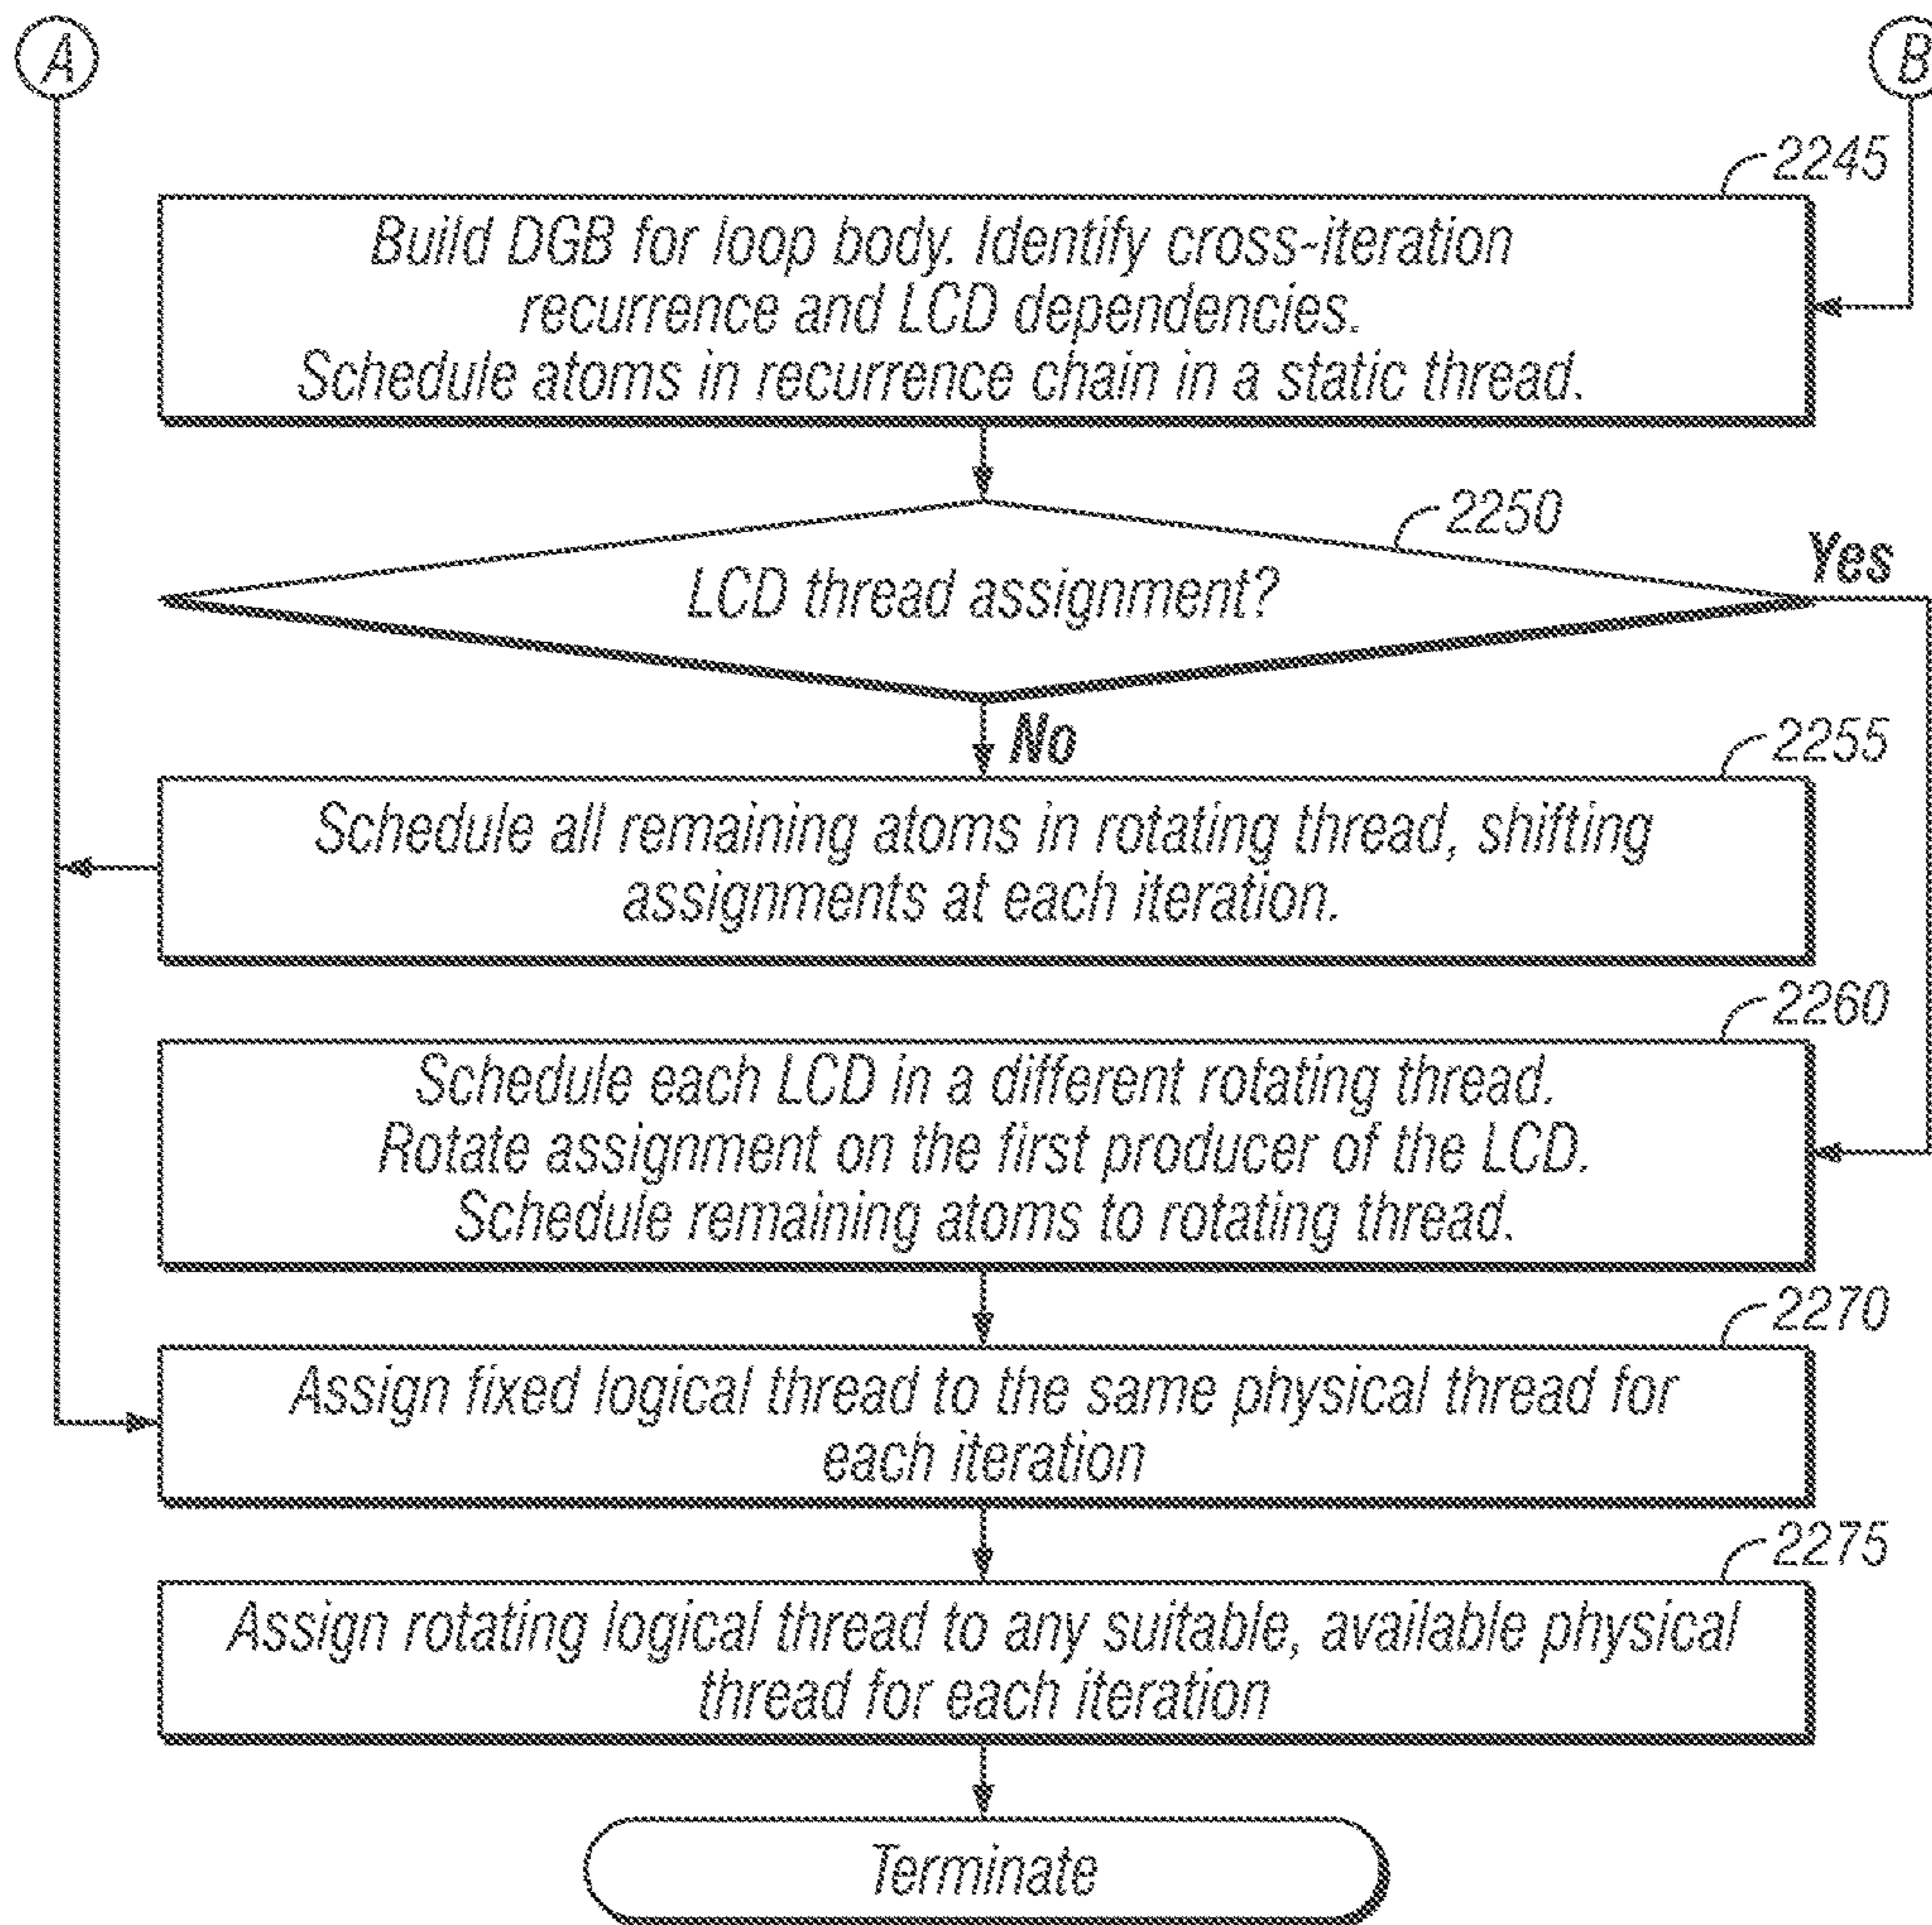 A
B
2245
Build DGB for loop body. Identify cross-iteration
recurrence and LCD dependencies.
Schedule atoms in recurrence chain in a static thread.
2250
LCD thread assignment?
Yes
No
2255
Schedule all remaining atoms in rotating thread, shifting
assignments at each iteration.
2260
Schedule each LCD in a different rotating thread.
Rotate assignment on the first producer of the LCD.
Schedule remaining atoms to rotating thread.
2270
Assign fixed logical thread to the same physical thread for
each iteration
2275
Assign rotating logical thread to any suitable, available physical
thread for each iteration
Terminate